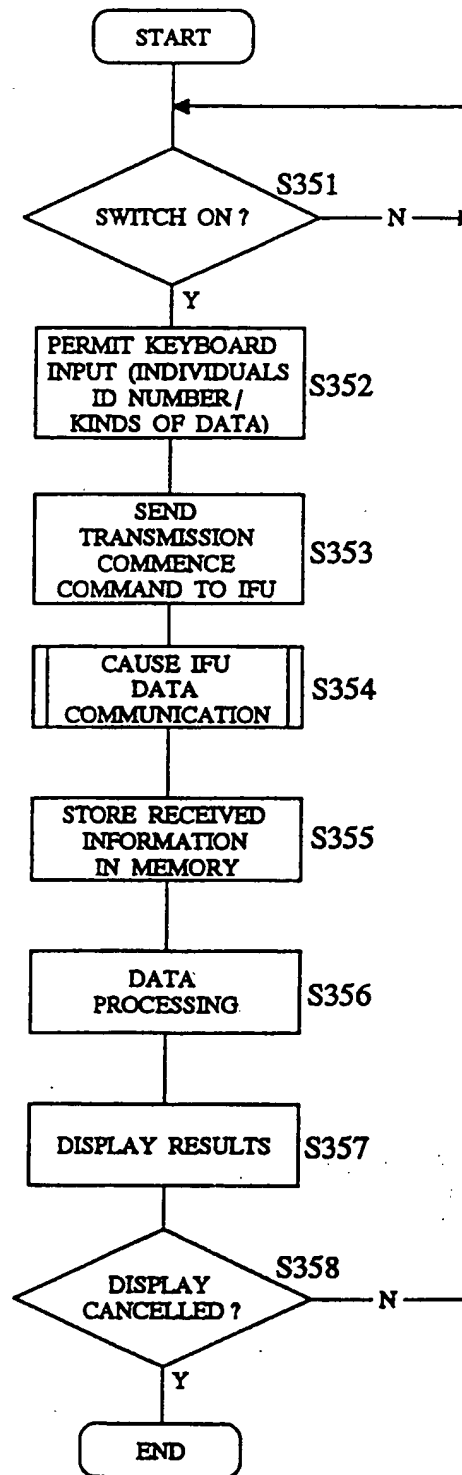 START
S351
SWITCH ON ?
N
Y
PERMIT KEYBOARD
INPUT (INDIVIDUALS
ID NUMBER /
KINDS OF DATA)
S352
SEND
TRANSMISSION
COMMENCE
COMMAND TO IFU
S353
CAUSE IFU
DATA
COMMUNICATION
S354
STORE RECEIVED
INFORMATION
IN MEMORY
S355
DATA
PROCESSING
S356
DISPLAY RESULTS
S357
S358
DISPLAY
CANCELLED ?
N
Y
END